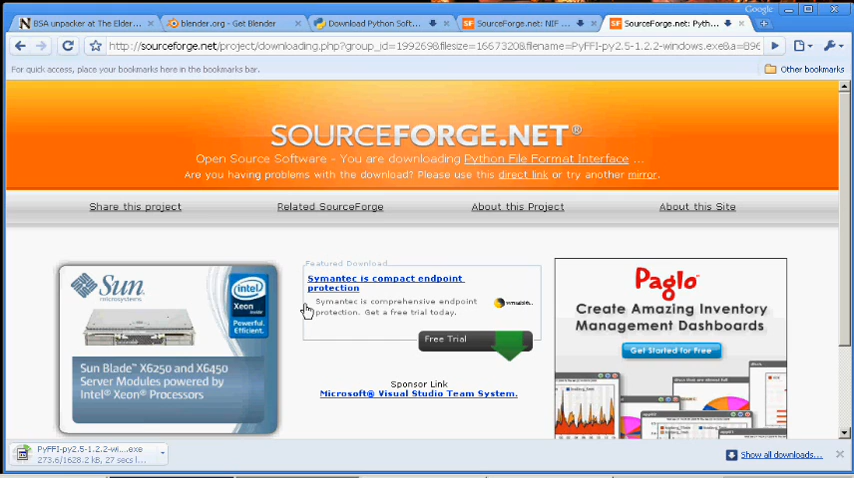 Google
BSA unpacker at The Elder...
blender.org - Get Blender
Download Python Soft...
SourceForge.net: NIF ...
SourceForge.net: Pyth...
http://sourceforge.net/project/downloading.php?group_id=199269&filesize=1667320&filename=PyFFI-py2.5-1.2.2-windows.exe&a=896
For quick access, place your bookmarks here in the bookmarks bar.
Other bookmarks
SOURCEFORGE.NET®
Open Source Software - You are downloading Python File Format Interface ...
Are you having problems with the download? Please use this direct link or try another mirror.
Share this project
Related SourceForge
About this Project
About this Site
Sun
microsystems
intel
Xeon
inside™
Powerful.
Efficient.
Sun Blade™ X6250 and X6450
Server Modules powered by
Intel® Xeon® Processors
Featured Download
Symantec is compact endpoint
protection
Symantec is comprehensive endpoint
protection. Get a free trial today.
Free Trial
Sponsor Link
Microsoft® Visual Studio Team System.
Paglo
Create Amazing Inventory
Management Dashboards
Get Started for Free
PyFFI-py2.5-1.2.2-wi....exe
273.6/1628.2 kB, 27 secs l...
Show all downloads...